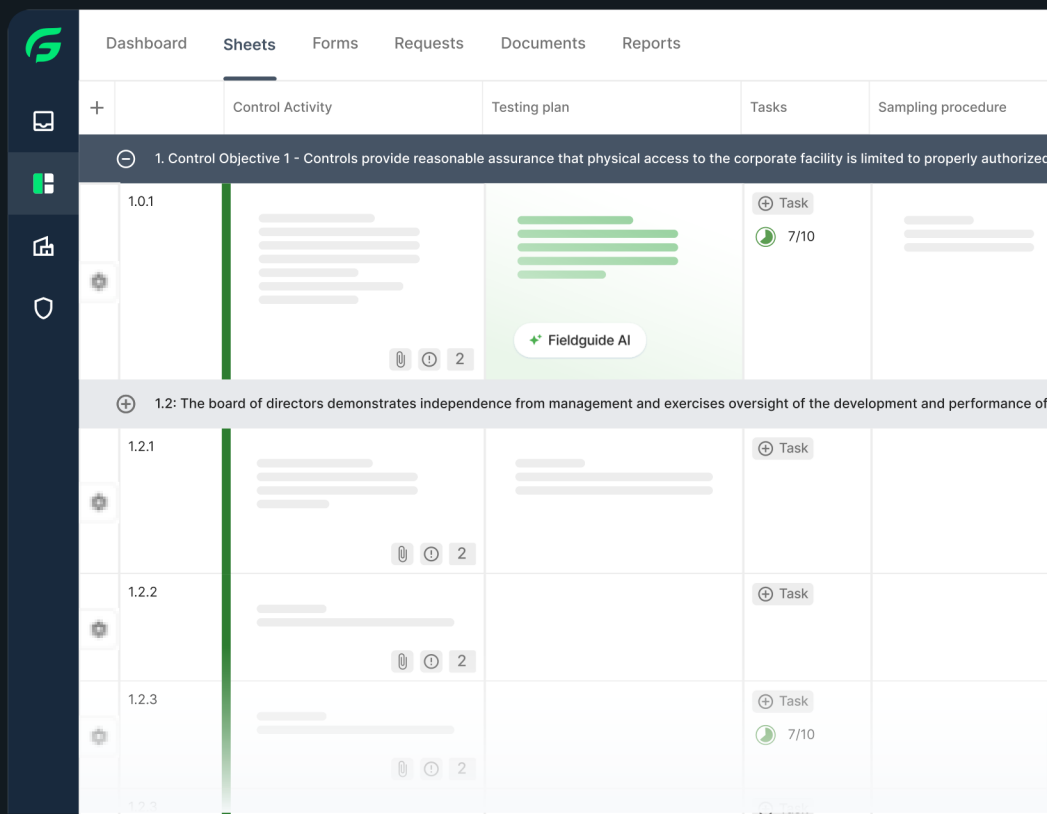 Dashboard Sheets Forms Requests Documents Reports
Control Activity Testing plan Tasks Sampling procedure
1. Control Objective 1 - Controls provide reasonable assurance that physical access to the corporate facility is limited to properly authorized
1.0.1 Task
7/10
Fieldguide AI
2
1.2: The board of directors demonstrates independence from management and exercises oversight of the development and performance of
1.2.1 Task
2
1.2.2 Task
2
1.2.3 Task
7/10
2
1.2.3 Task